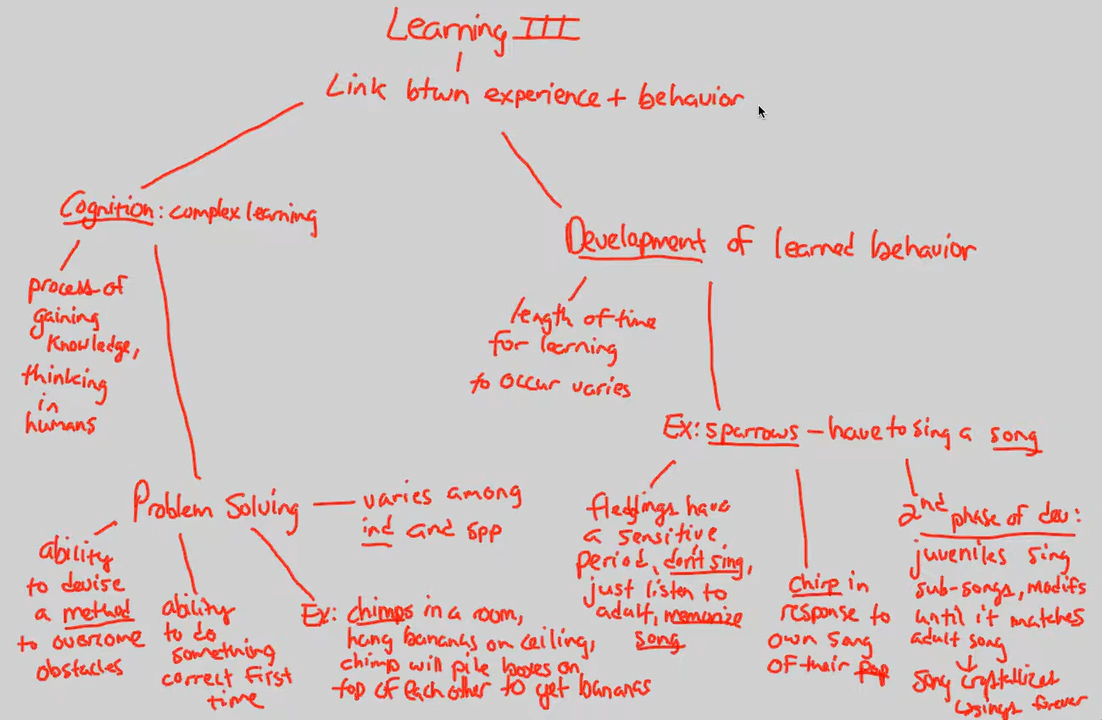 Learning III
Link btwn experience + behavior
Cognition: complex learning
process of
gaining
knowledge,
thinking
in
humans
Problem Solving
varies among
ind and spp
ability
to devise
a method
to overcome
obstacles
ability
to do
something
correct first
time
Ex: chimps in a room,
hang bananas on ceiling,
chimp will pile boxes on
top of each other to get bananas
Development of learned behavior
length of time
for learning
to occur varies
Ex: sparrows – have to sing a song
fledglings have
a sensitive
period, don't sing,
just listen to
adult, memorize
song
chirp in
response to
own song
of their pop
2nd phase of dev:
juveniles sing
sub-songs, modifs
until it matches
adult song
song crystallizes
sings forever